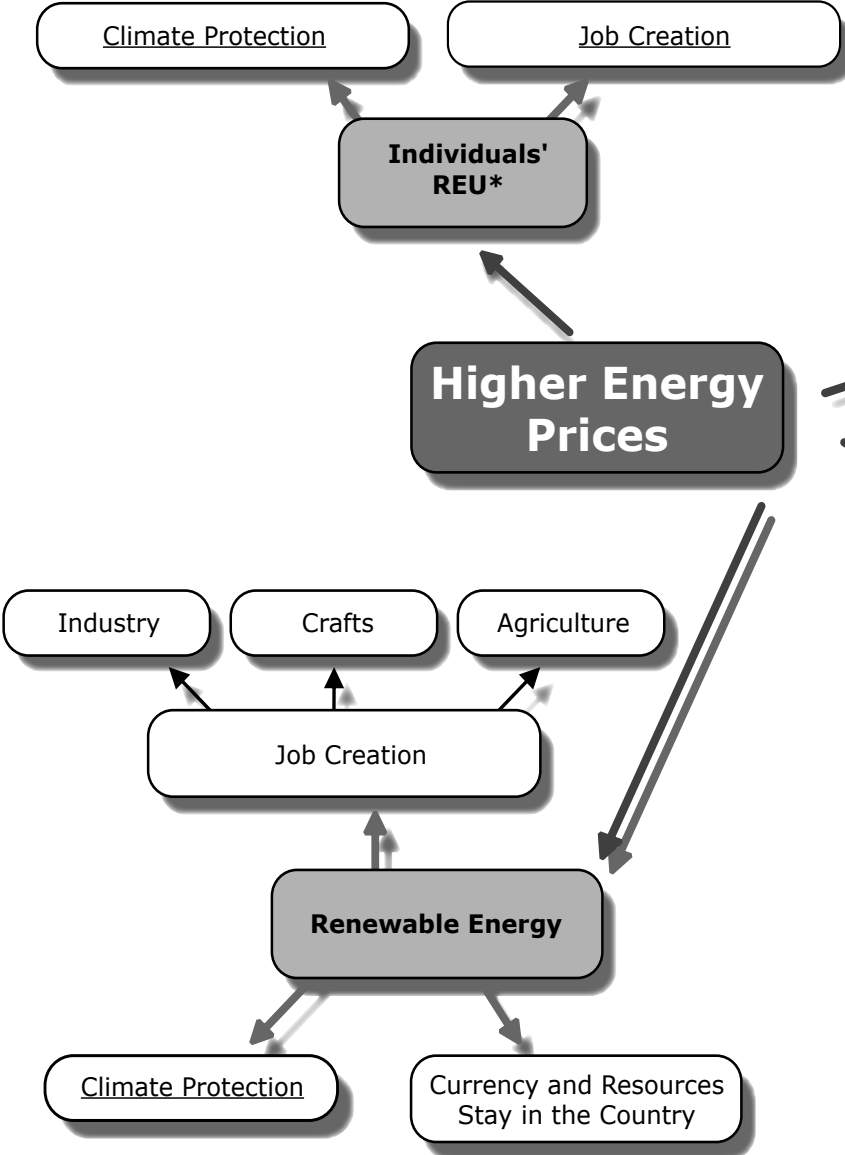 Climate Protection
Job Creation
Individuals'
REU*
Higher Energy
Prices
Industry
Crafts
Agriculture
Job Creation
Renewable Energy
Climate Protection
Currency and Resources
Stay in the Country